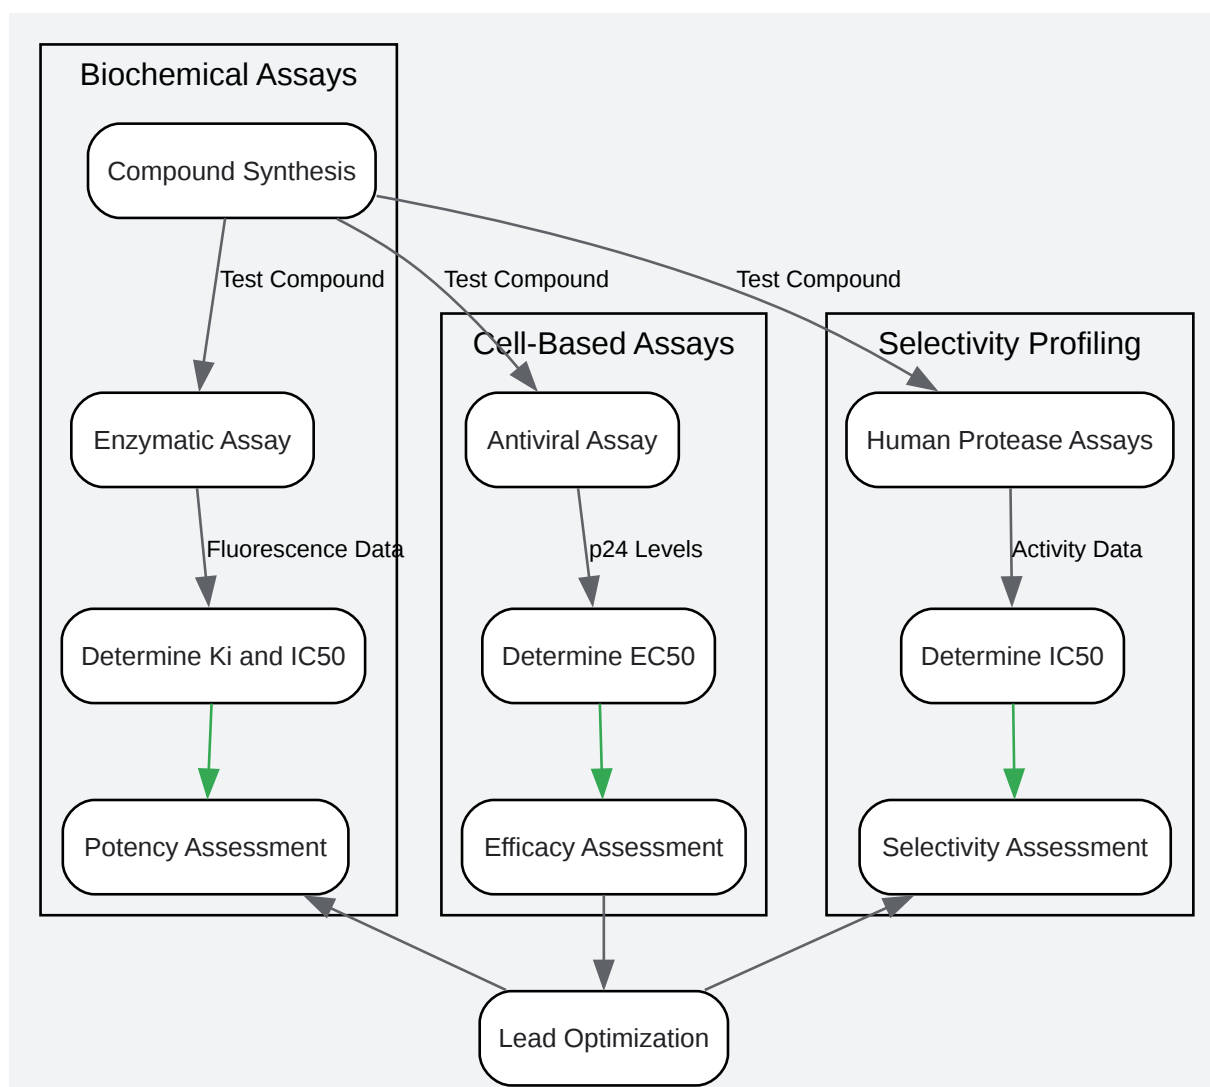 Biochemical Assays
Compound Synthesis
Test Compound
Test Compound
Test Compound
Cell-Based Assays
Selectivity Profiling
Enzymatic Assay
Antiviral Assay
Human Protease Assays
Fluorescence Data
p24 Levels
Activity Data
Determine Ki and IC50
Determine EC50
Determine IC50
Potency Assessment
Efficacy Assessment
Selectivity Assessment
Lead Optimization